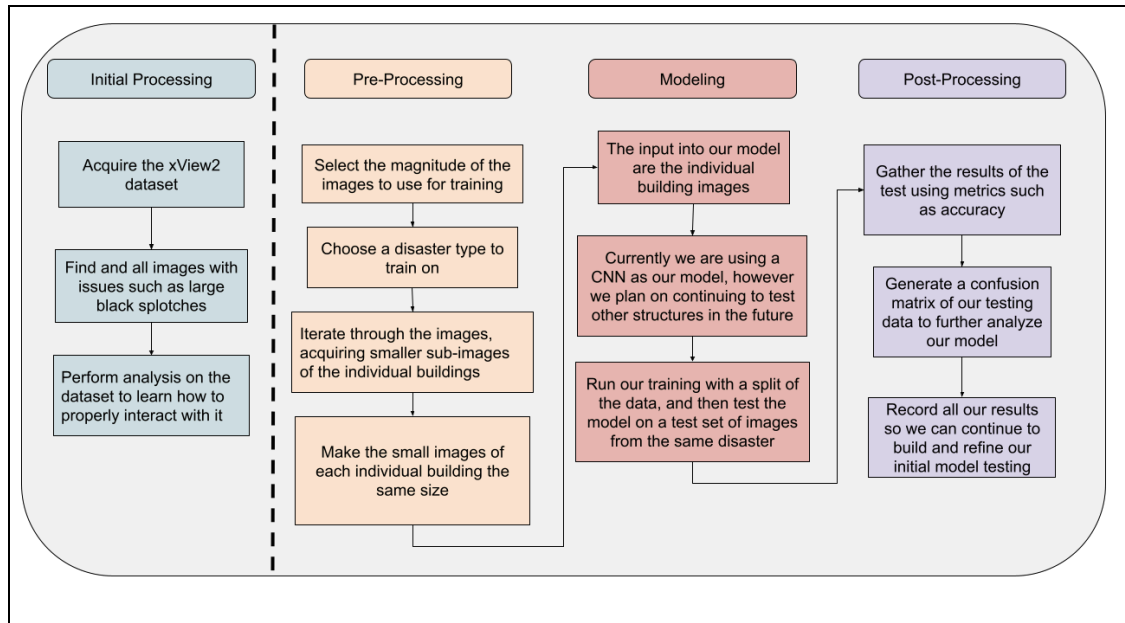 Initial Processing
Acquire the xView2
dataset
Find and all images with
issues such as large
black splotches
Perform analysis on the
dataset to learn how to
properly interact with it
Pre-Processing
Select the magnitude of the
images to use for training
Choose a disaster type to
train on
Iterate through the images,
acquiring smaller sub-images
of the individual buildings
Make the small images of
each individual building the
same size
Modeling
The input into our model
are the individual
building images
Currently we are using a
CNN as our model, however
we plan on continuing to test
other structures in the future
Run our training with a split of
the data, and then test the
model on a test set of images
from the same disaster
Post-Processing
Gather the results of the
test using metrics such
as accuracy
Generate a confusion
matrix of our testing
data to further analyze
our model
Record all our results
so we can continue to
build and refine our
initial model testing